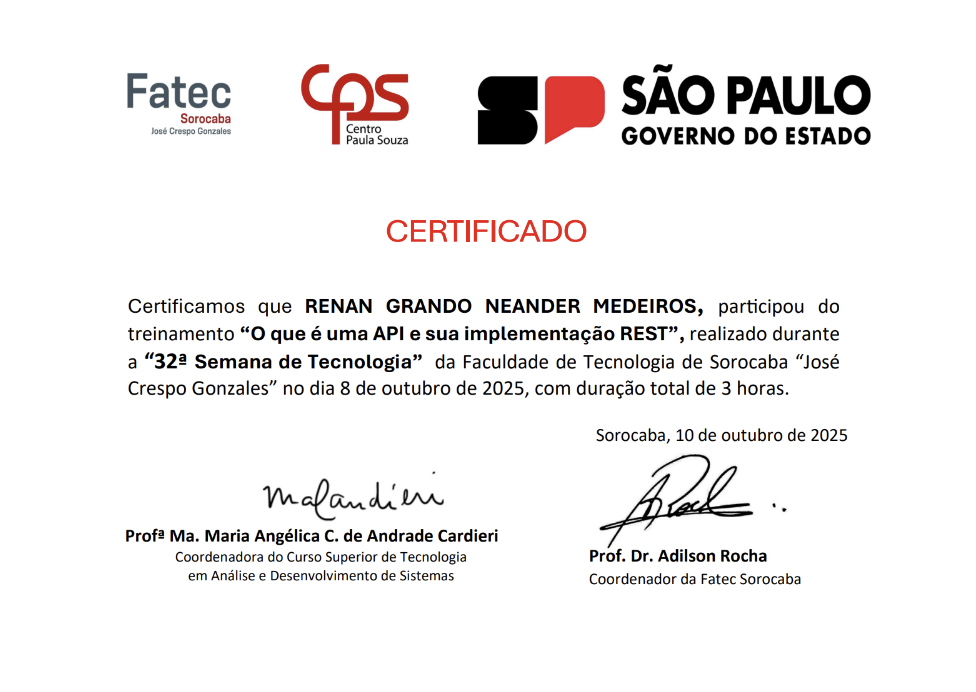 Fatec
Sorocaba
José Crespo Gonzales
CPS
Centro
Paula Souza
SP
SÃO PAULO
GOVERNO DO ESTADO
CERTIFICADO
Certificamos que RENAN GRANDO NEANDER MEDEIROS, participou do
treinamento “O que é uma API e sua implementação REST”, realizado durante
a “32ª Semana de Tecnologia” da Faculdade de Tecnologia de Sorocaba “José
Crespo Gonzales” no dia 8 de outubro de 2025, com duração total de 3 horas.
Sorocaba, 10 de outubro de 2025
Profª Ma. Maria Angélica C. de Andrade Cardieri
Coordenadora do Curso Superior de Tecnologia
em Análise e Desenvolvimento de Sistemas
Prof. Dr. Adilson Rocha
Coordenador da Fatec Sorocaba